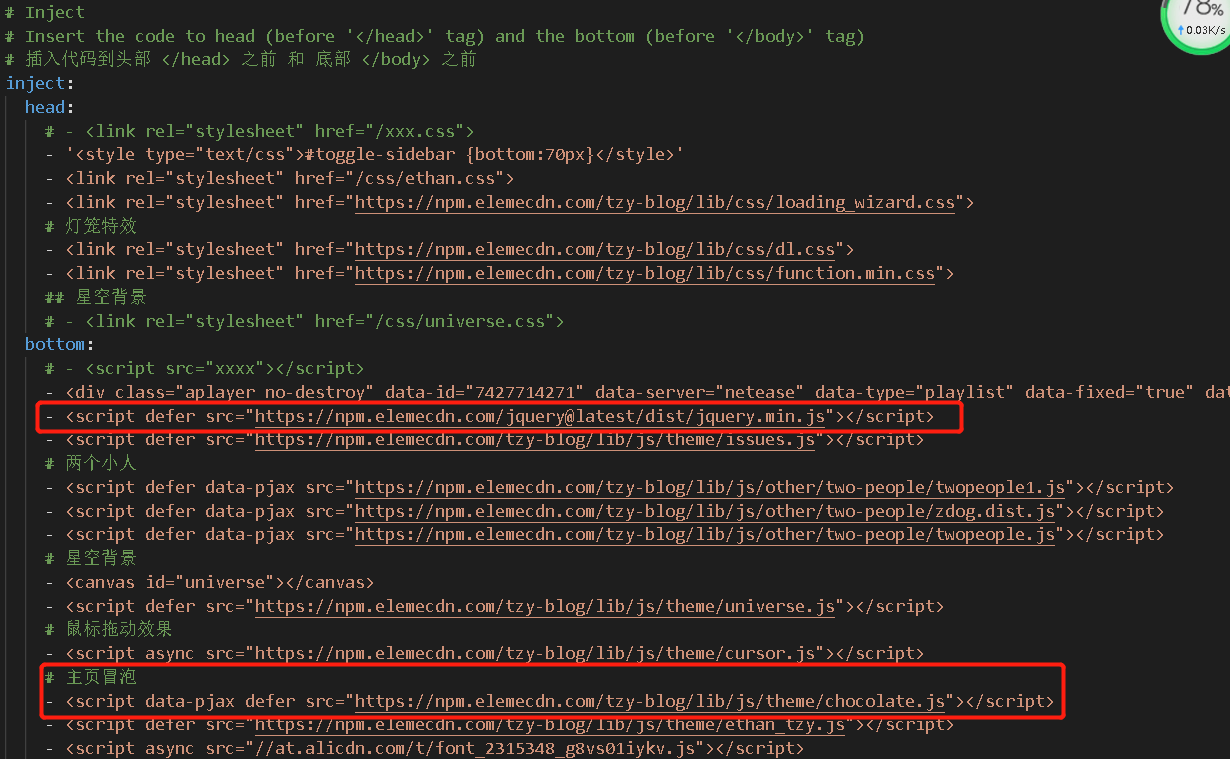 # Inject
# Insert the code to head (before '</head>' tag) and the bottom (before '</body>' tag)
# 插入代码到头部 </head> 之前 和 底部 </body> 之前
inject:
head:
# - <link rel="stylesheet" href="/xxx.css">
- '<style type="text/css">#toggle-sidebar {bottom:70px}</style>'
- <link rel="stylesheet" href="/css/ethan.css">
- <link rel="stylesheet" href="https://npm.elemecdn.com/tzy-blog/lib/css/loading_wizard.css">
# 灯笼特效
- <link rel="stylesheet" href="https://npm.elemecdn.com/tzy-blog/lib/css/dl.css">
- <link rel="stylesheet" href="https://npm.elemecdn.com/tzy-blog/lib/css/function.min.css">
## 星空背景
# - <link rel="stylesheet" href="/css/universe.css">
bottom:
# - <script src="xxxx"></script>
- <div class="aplayer no-destroy" data-id="7427714271" data-server="netease" data-type="playlist" data-fixed="true" dat
- <script defer src="https://npm.elemecdn.com/jquery@latest/dist/jquery.min.js"></script>
- <script defer src="https://npm.elemecdn.com/tzy-blog/lib/js/theme/issues.js"></script>
# 两个小人
- <script defer data-pjax src="https://npm.elemecdn.com/tzy-blog/lib/js/other/two-people/twopeople1.js"></script>
- <script defer data-pjax src="https://npm.elemecdn.com/tzy-blog/lib/js/other/two-people/zdog.dist.js"></script>
- <script defer data-pjax src="https://npm.elemecdn.com/tzy-blog/lib/js/other/two-people/twopeople.js"></script>
# 星空背景
- <canvas id="universe"></canvas>
- <script defer src="https://npm.elemecdn.com/tzy-blog/lib/js/theme/universe.js"></script>
# 鼠标拖动效果
- <script async src="https://npm.elemecdn.com/tzy-blog/lib/js/theme/cursor.js"></script>
# 主页冒泡
- <script data-pjax defer src="https://npm.elemecdn.com/tzy-blog/lib/js/theme/chocolate.js"></script>
- <script defer src="https://npm.elemecdn.com/tzy-blog/lib/js/theme/ethan_tzy.js"></script>
- <script async src="//at.alicdn.com/t/font_2315348_g8vs01iykv.js"></script>
78%
↑0.03K/s